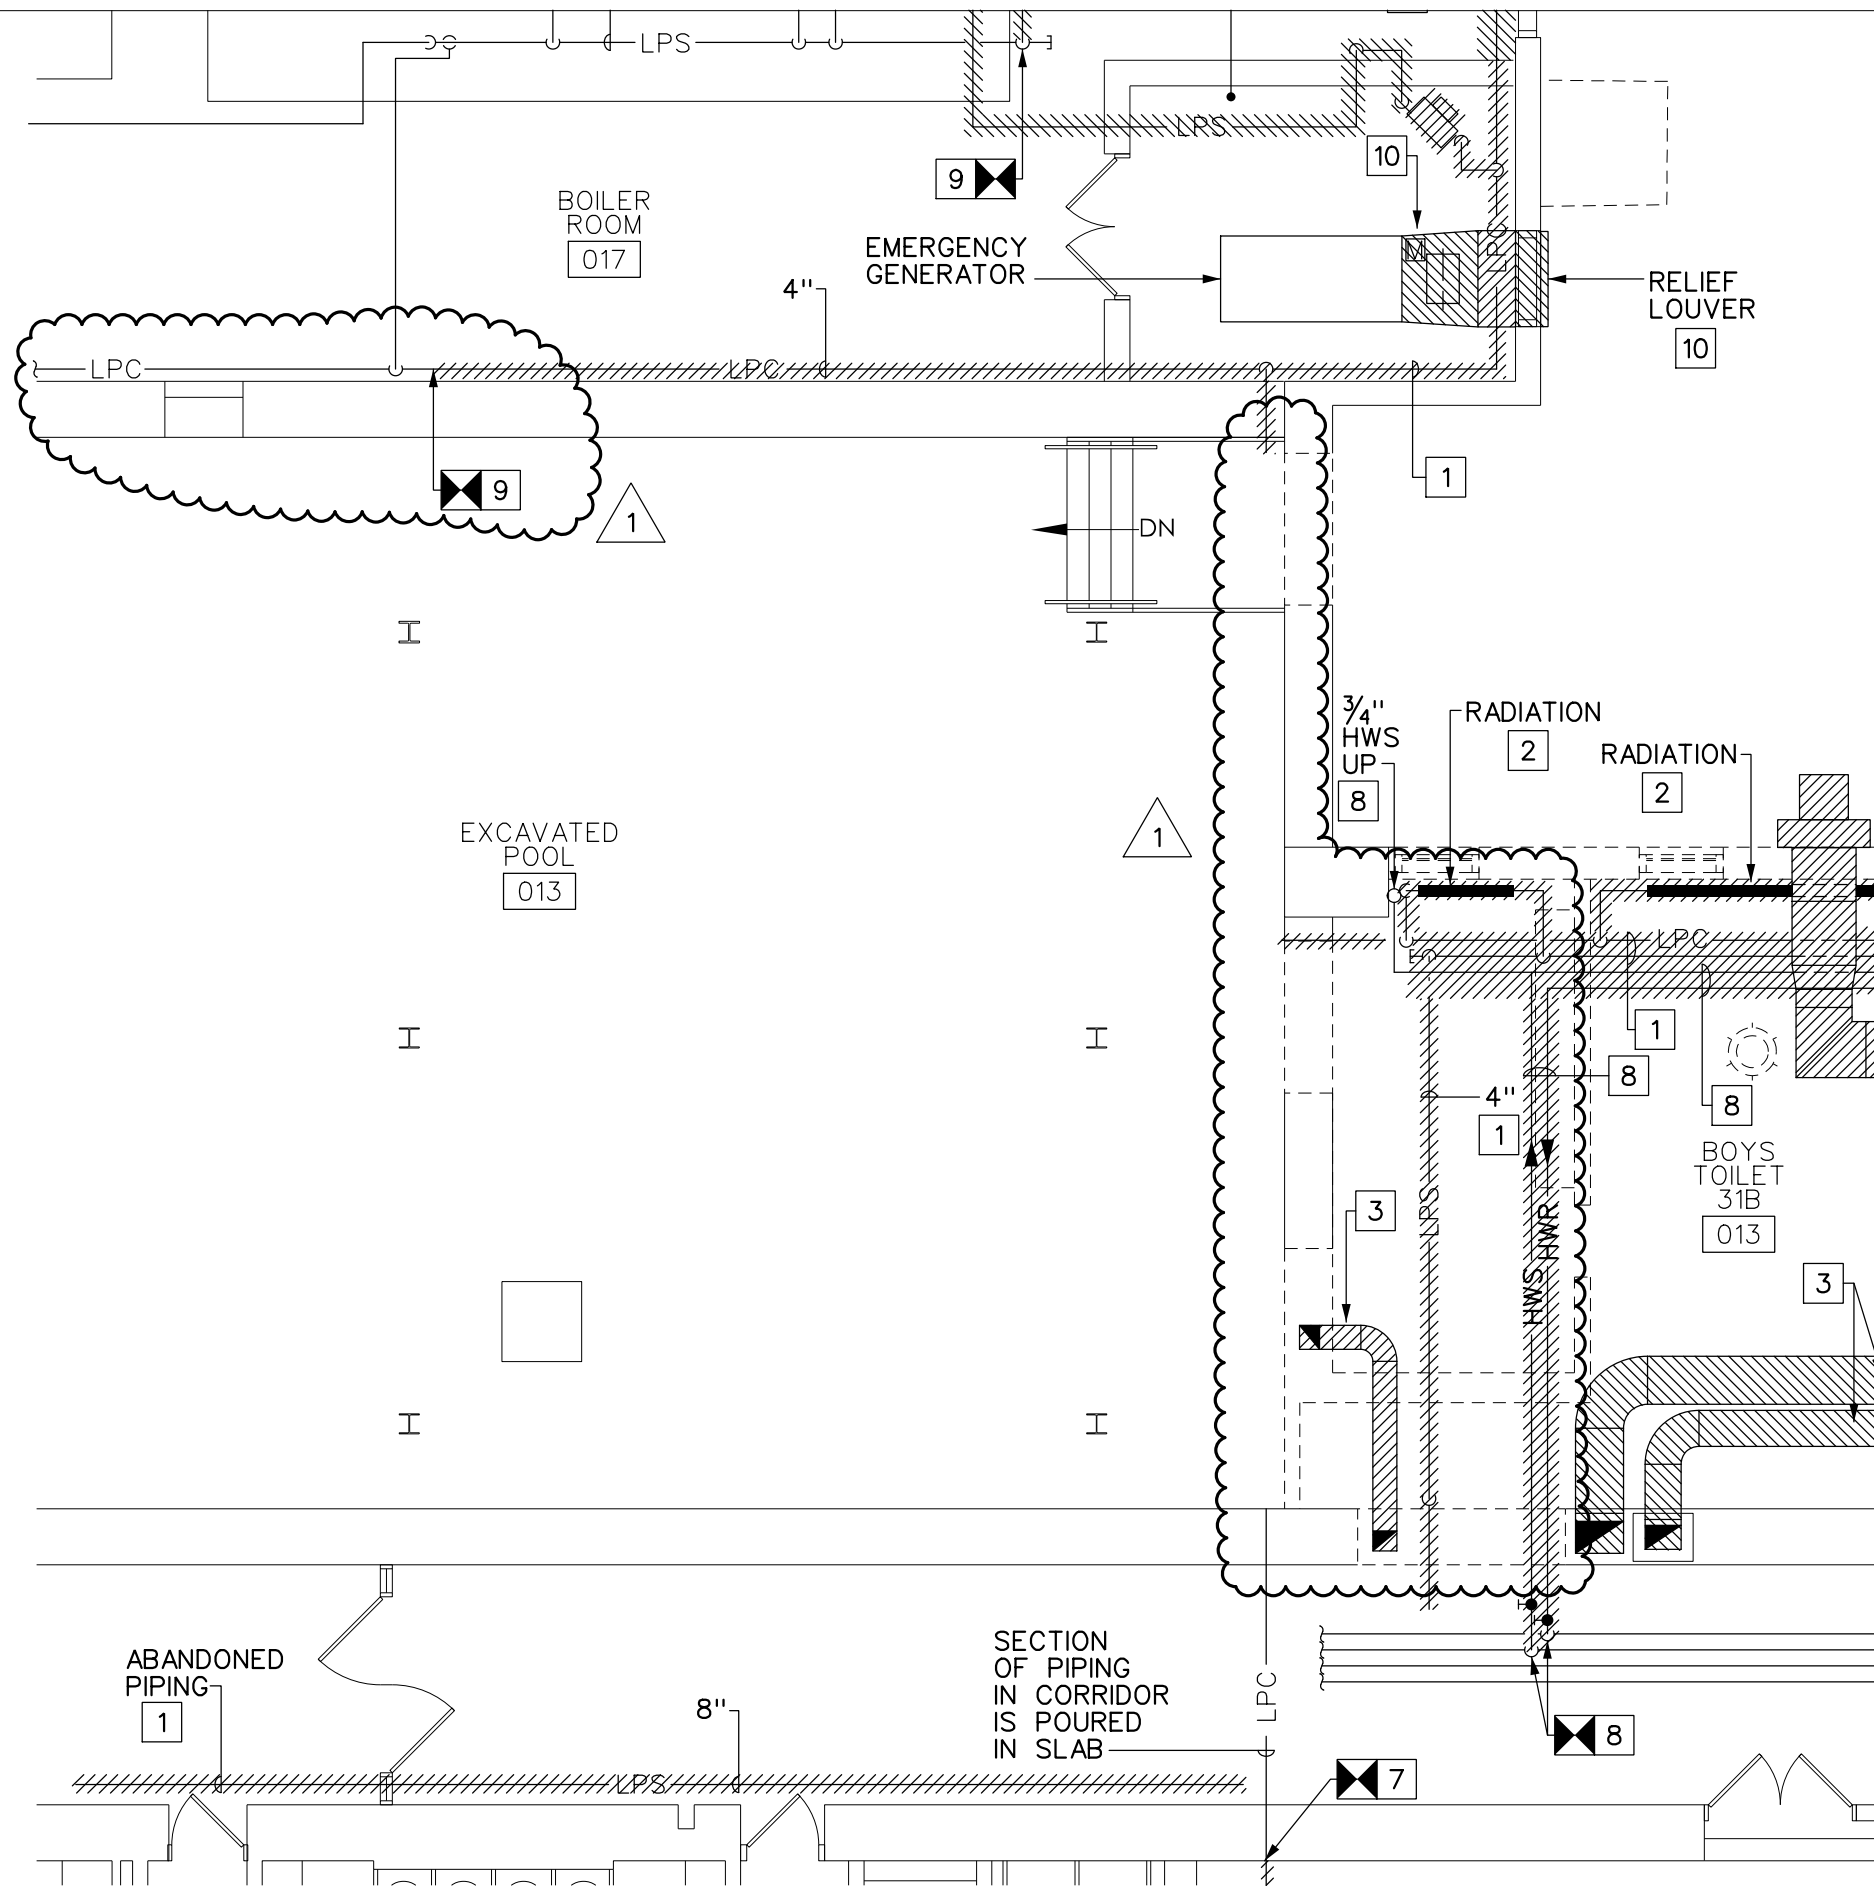 LPS
LPS
10
9
BOILER
ROOM
017
EMERGENCY
GENERATOR
M
LPC
RELIEF
LOUVER
10
4"
LPC
LPC
9
1
1
DN
3/4"
HWS
UP
8
RADIATION
2
RADIATION
2
1
EXCAVATED
POOL
013
LPC
1
8
8
4"
1
BOYS
TOILET
31B
013
LPS
HWS
HWR
3
3
ABANDONED
PIPING
1
8"
SECTION
OF PIPING
IN CORRIDOR
IS POURED
IN SLAB
LPC
8
LPS
7